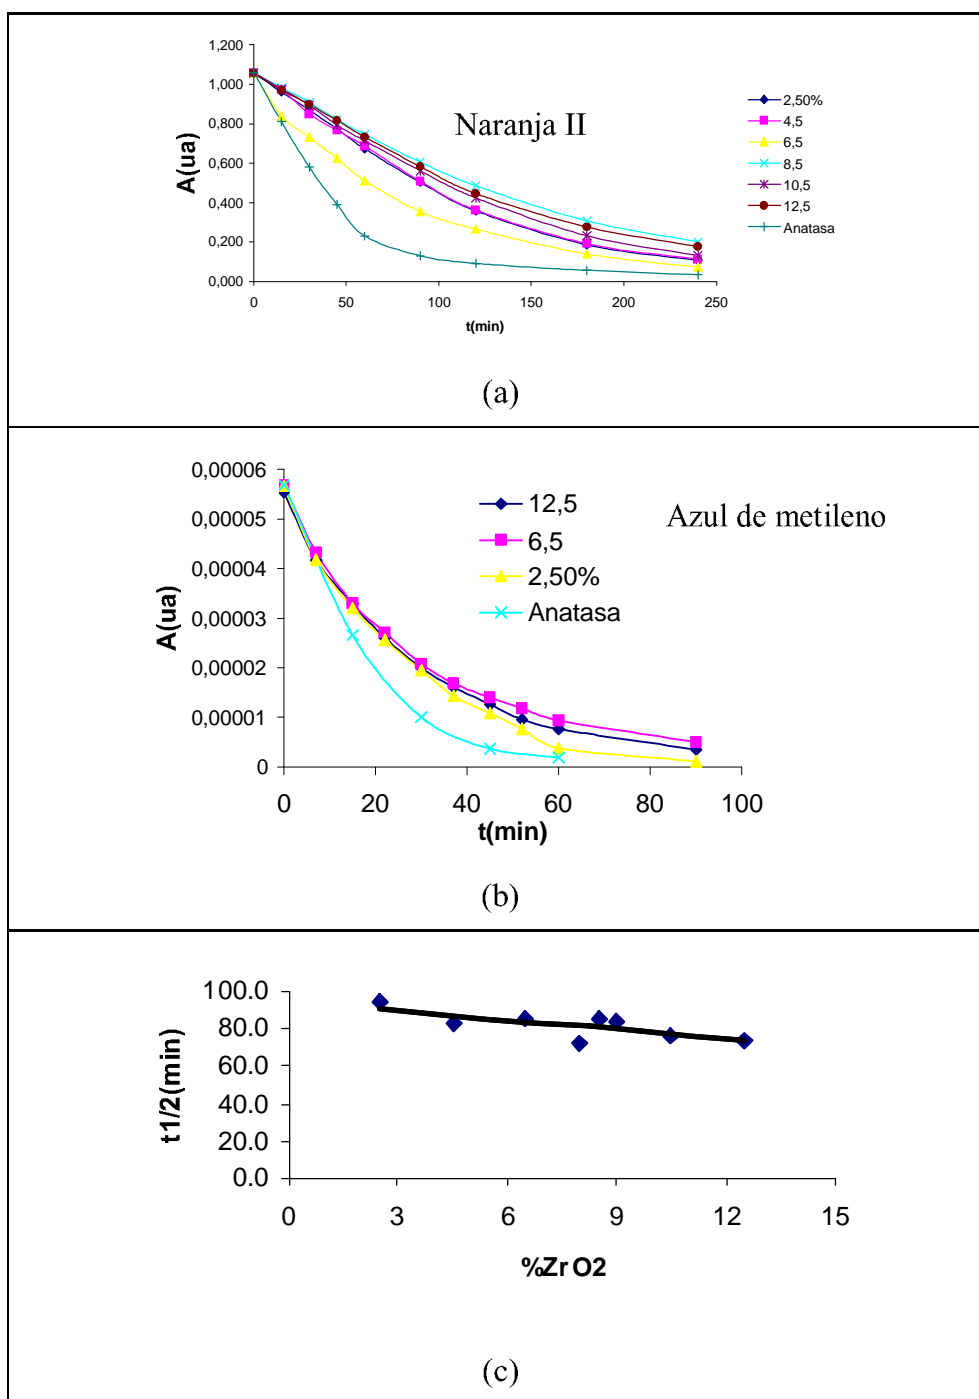 1,200
1,000
0,800
0,600
0,400
0,200
0,000
A(ua)
Naranja II
2,50%
4,5
6,5
8,5
10,5
12,5
Anatasa
0 50 100 150 200 250
t(min)
(a)
0,00006
0,00005
0,00004
0,00003
0,00002
0,00001
0
A(ua)
Azul de metileno
12,5
6,5
2,50%
Anatasa
0 20 40 60 80 100
t(min)
(b)
100.0
80.0
60.0
40.0
20.0
0.0
t1/2(min)
0 3 6 9 12 15
%ZrO2
(c)